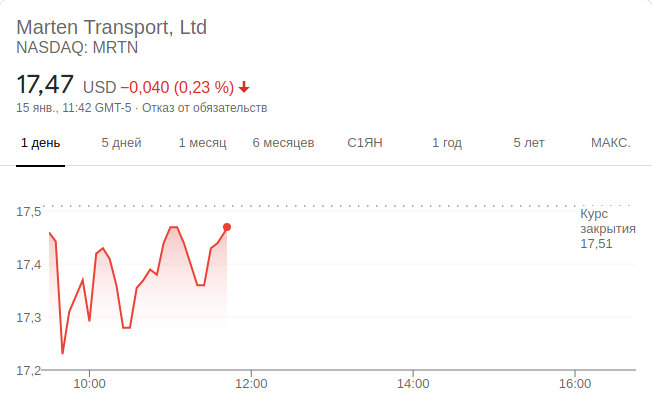 Marten Transport, Ltd
NASDAQ: MRTN
17,47 USD −0,040 (0,23 %)
15 янв., 11:42 GMT-5 · Отказ от обязательств
1 день 5 дней 1 месяц 6 месяцев С1ЯН 1 год 5 лет МАКС.
17,5
Курс
закрытия
17,51
17,4
17,3
17,2
10:00 12:00 14:00 16:00